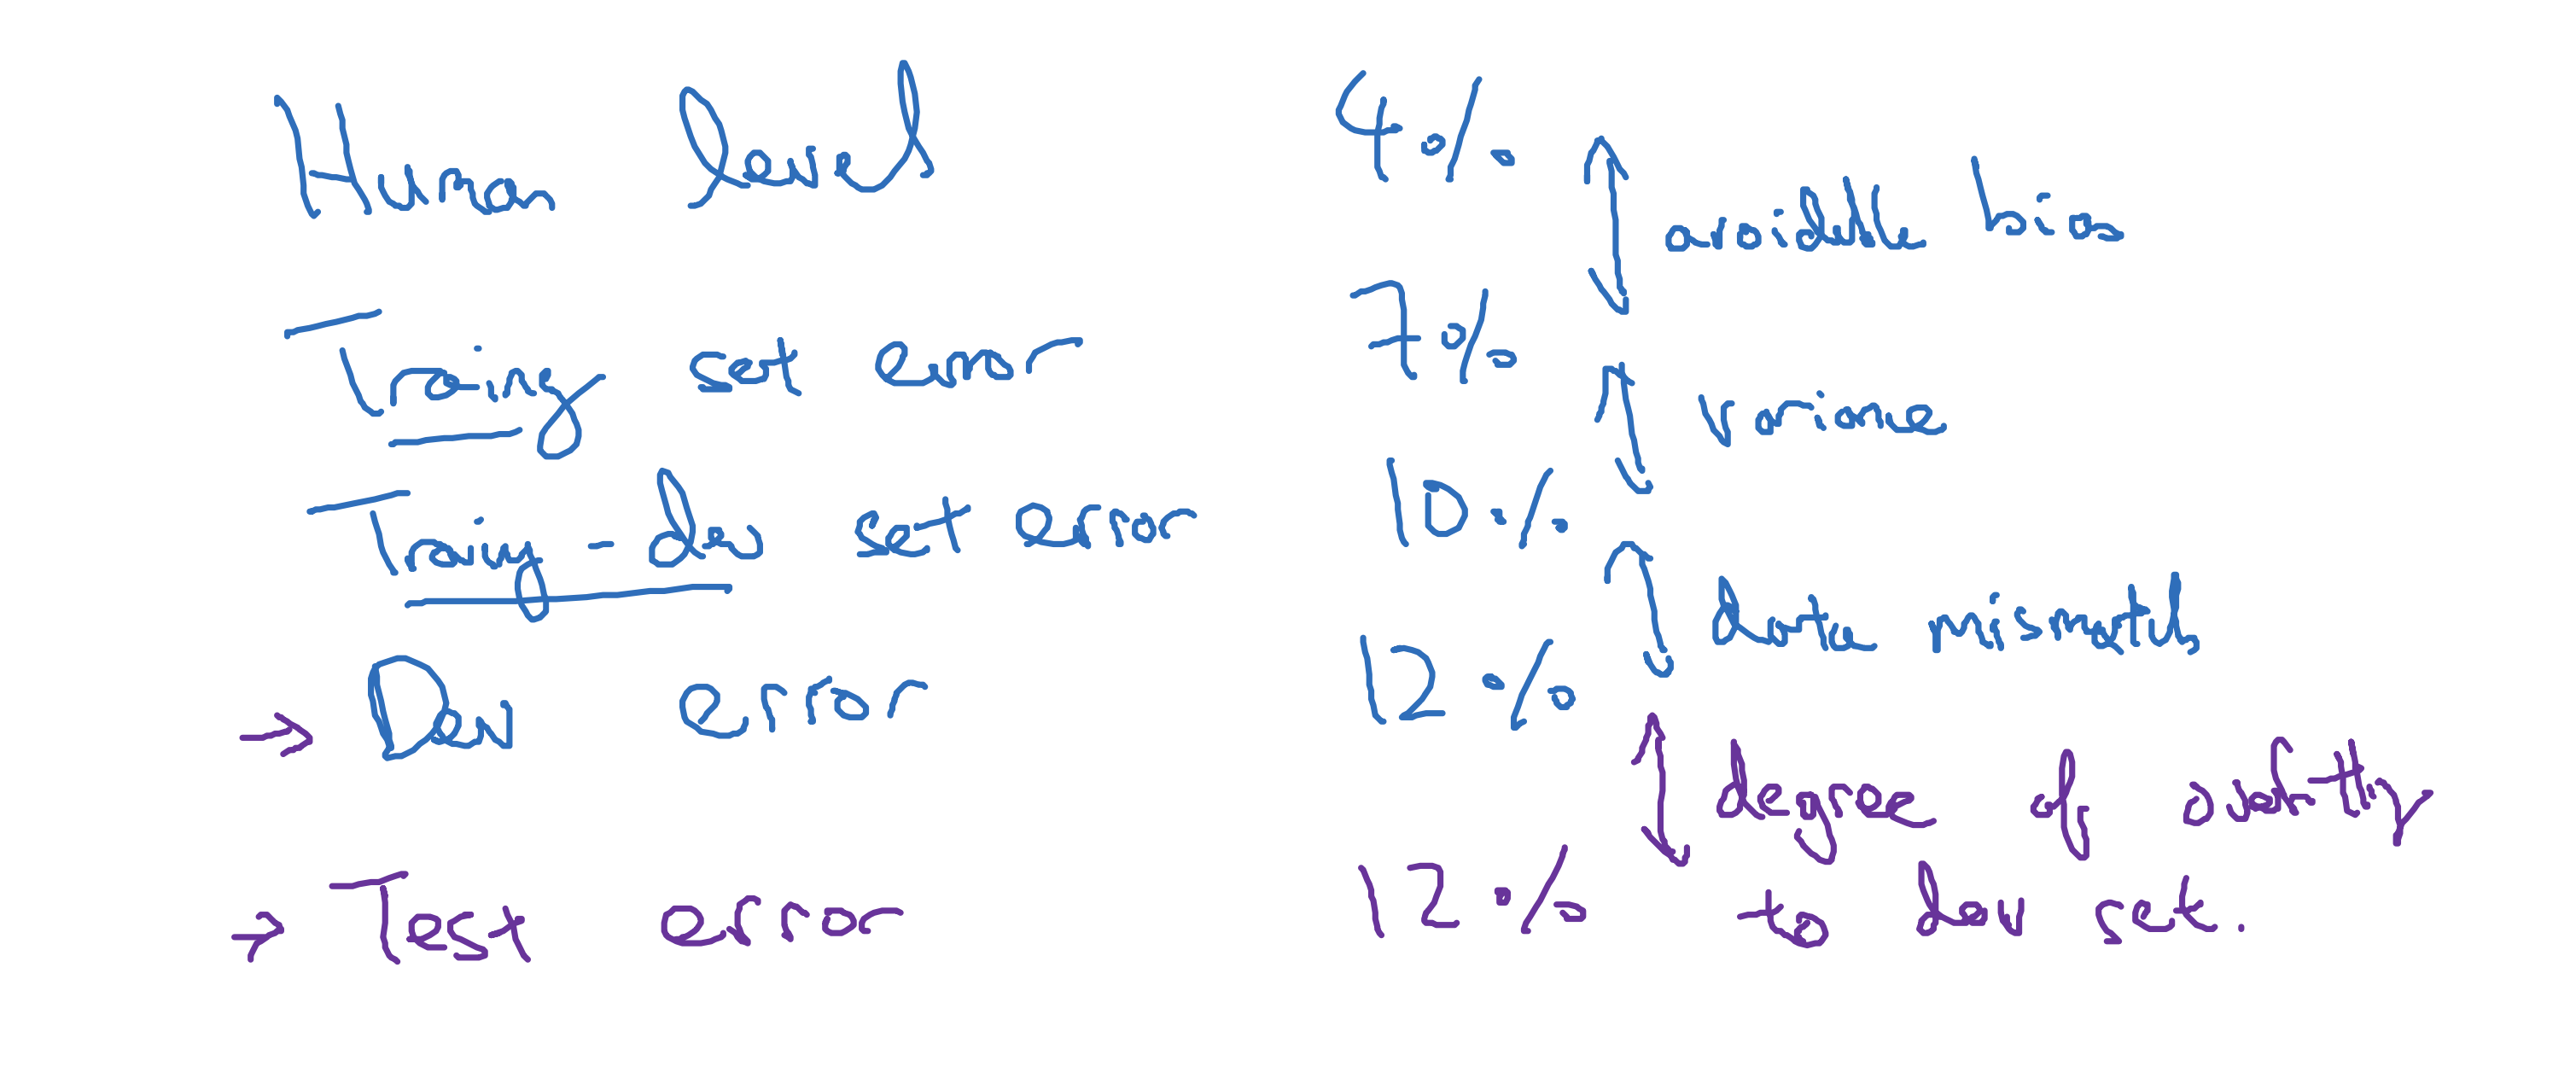 Human level 4%
avoidable bias
Training set error 7%
variance
Training-dev set error 10%
data mismatch
→ Dev error 12%
degree of overfitting
→ Test error 12% to dev set.